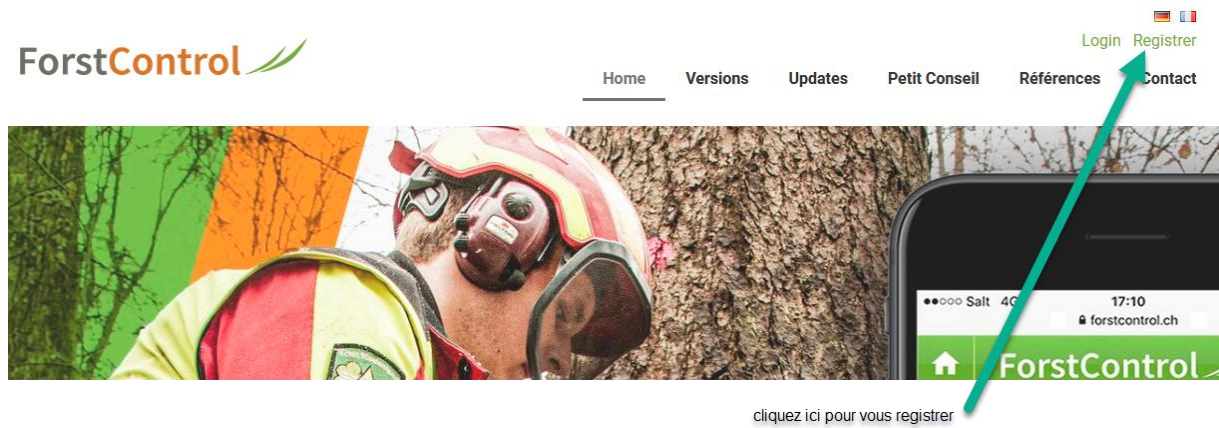 Login Registrer
ForstControl
Home Versions Updates Petit Conseil Références Contact
Salt 4G 17:10
forstcontrol.ch
ForstControl
cliquez ici pour vous registrer